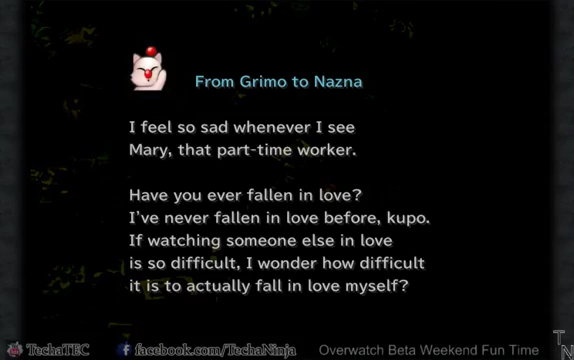 From Grimo to Nazna
I feel so sad whenever I see
Mary, that part-time worker.
Have you ever fallen in love?
I've never fallen in love before, kupo.
If watching someone else in love
is so difficult, I wonder how difficult
it is to actually fall in love myself?
T
N
TechaTEC
f facebook.com/TechaNinja
Overwatch Beta Weekend Fun Time